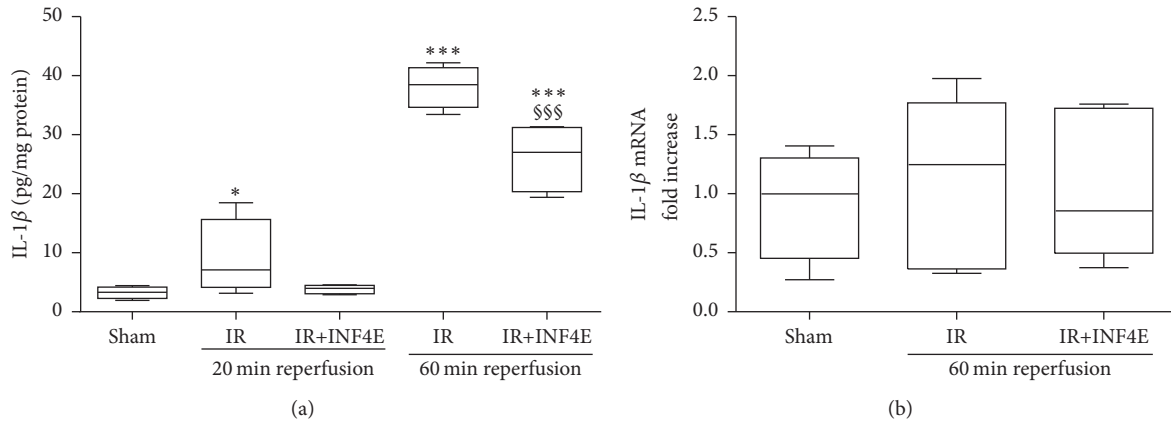 50
40
30
20
10
0
IL-1β (pg/mg protein)
*
***
***
§§§
Sham IR IR+INF4E IR IR+INF4E
20 min reperfusion 60 min reperfusion
(a)
2.5
2.0
1.5
1.0
0.5
0.0
IL-1β mRNA
fold increase
Sham IR IR+INF4E
60 min reperfusion
(b)